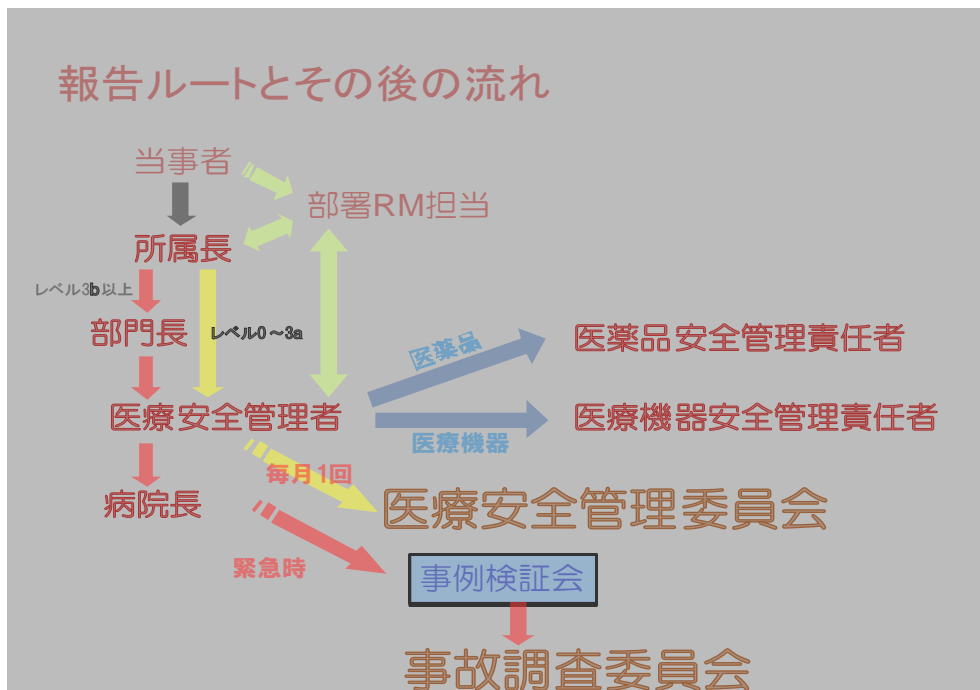 報告ルートとその後の流れ
当事者
部署RM担当
所属長
レベル3b以上
部門長
レベル0~3a
医薬品
医薬品安全管理責任者
医療安全管理者
医療機器
医療機器安全管理責任者
毎月1回
病院長
医療安全管理委員会
緊急時
事例検証会
事故調査委員会